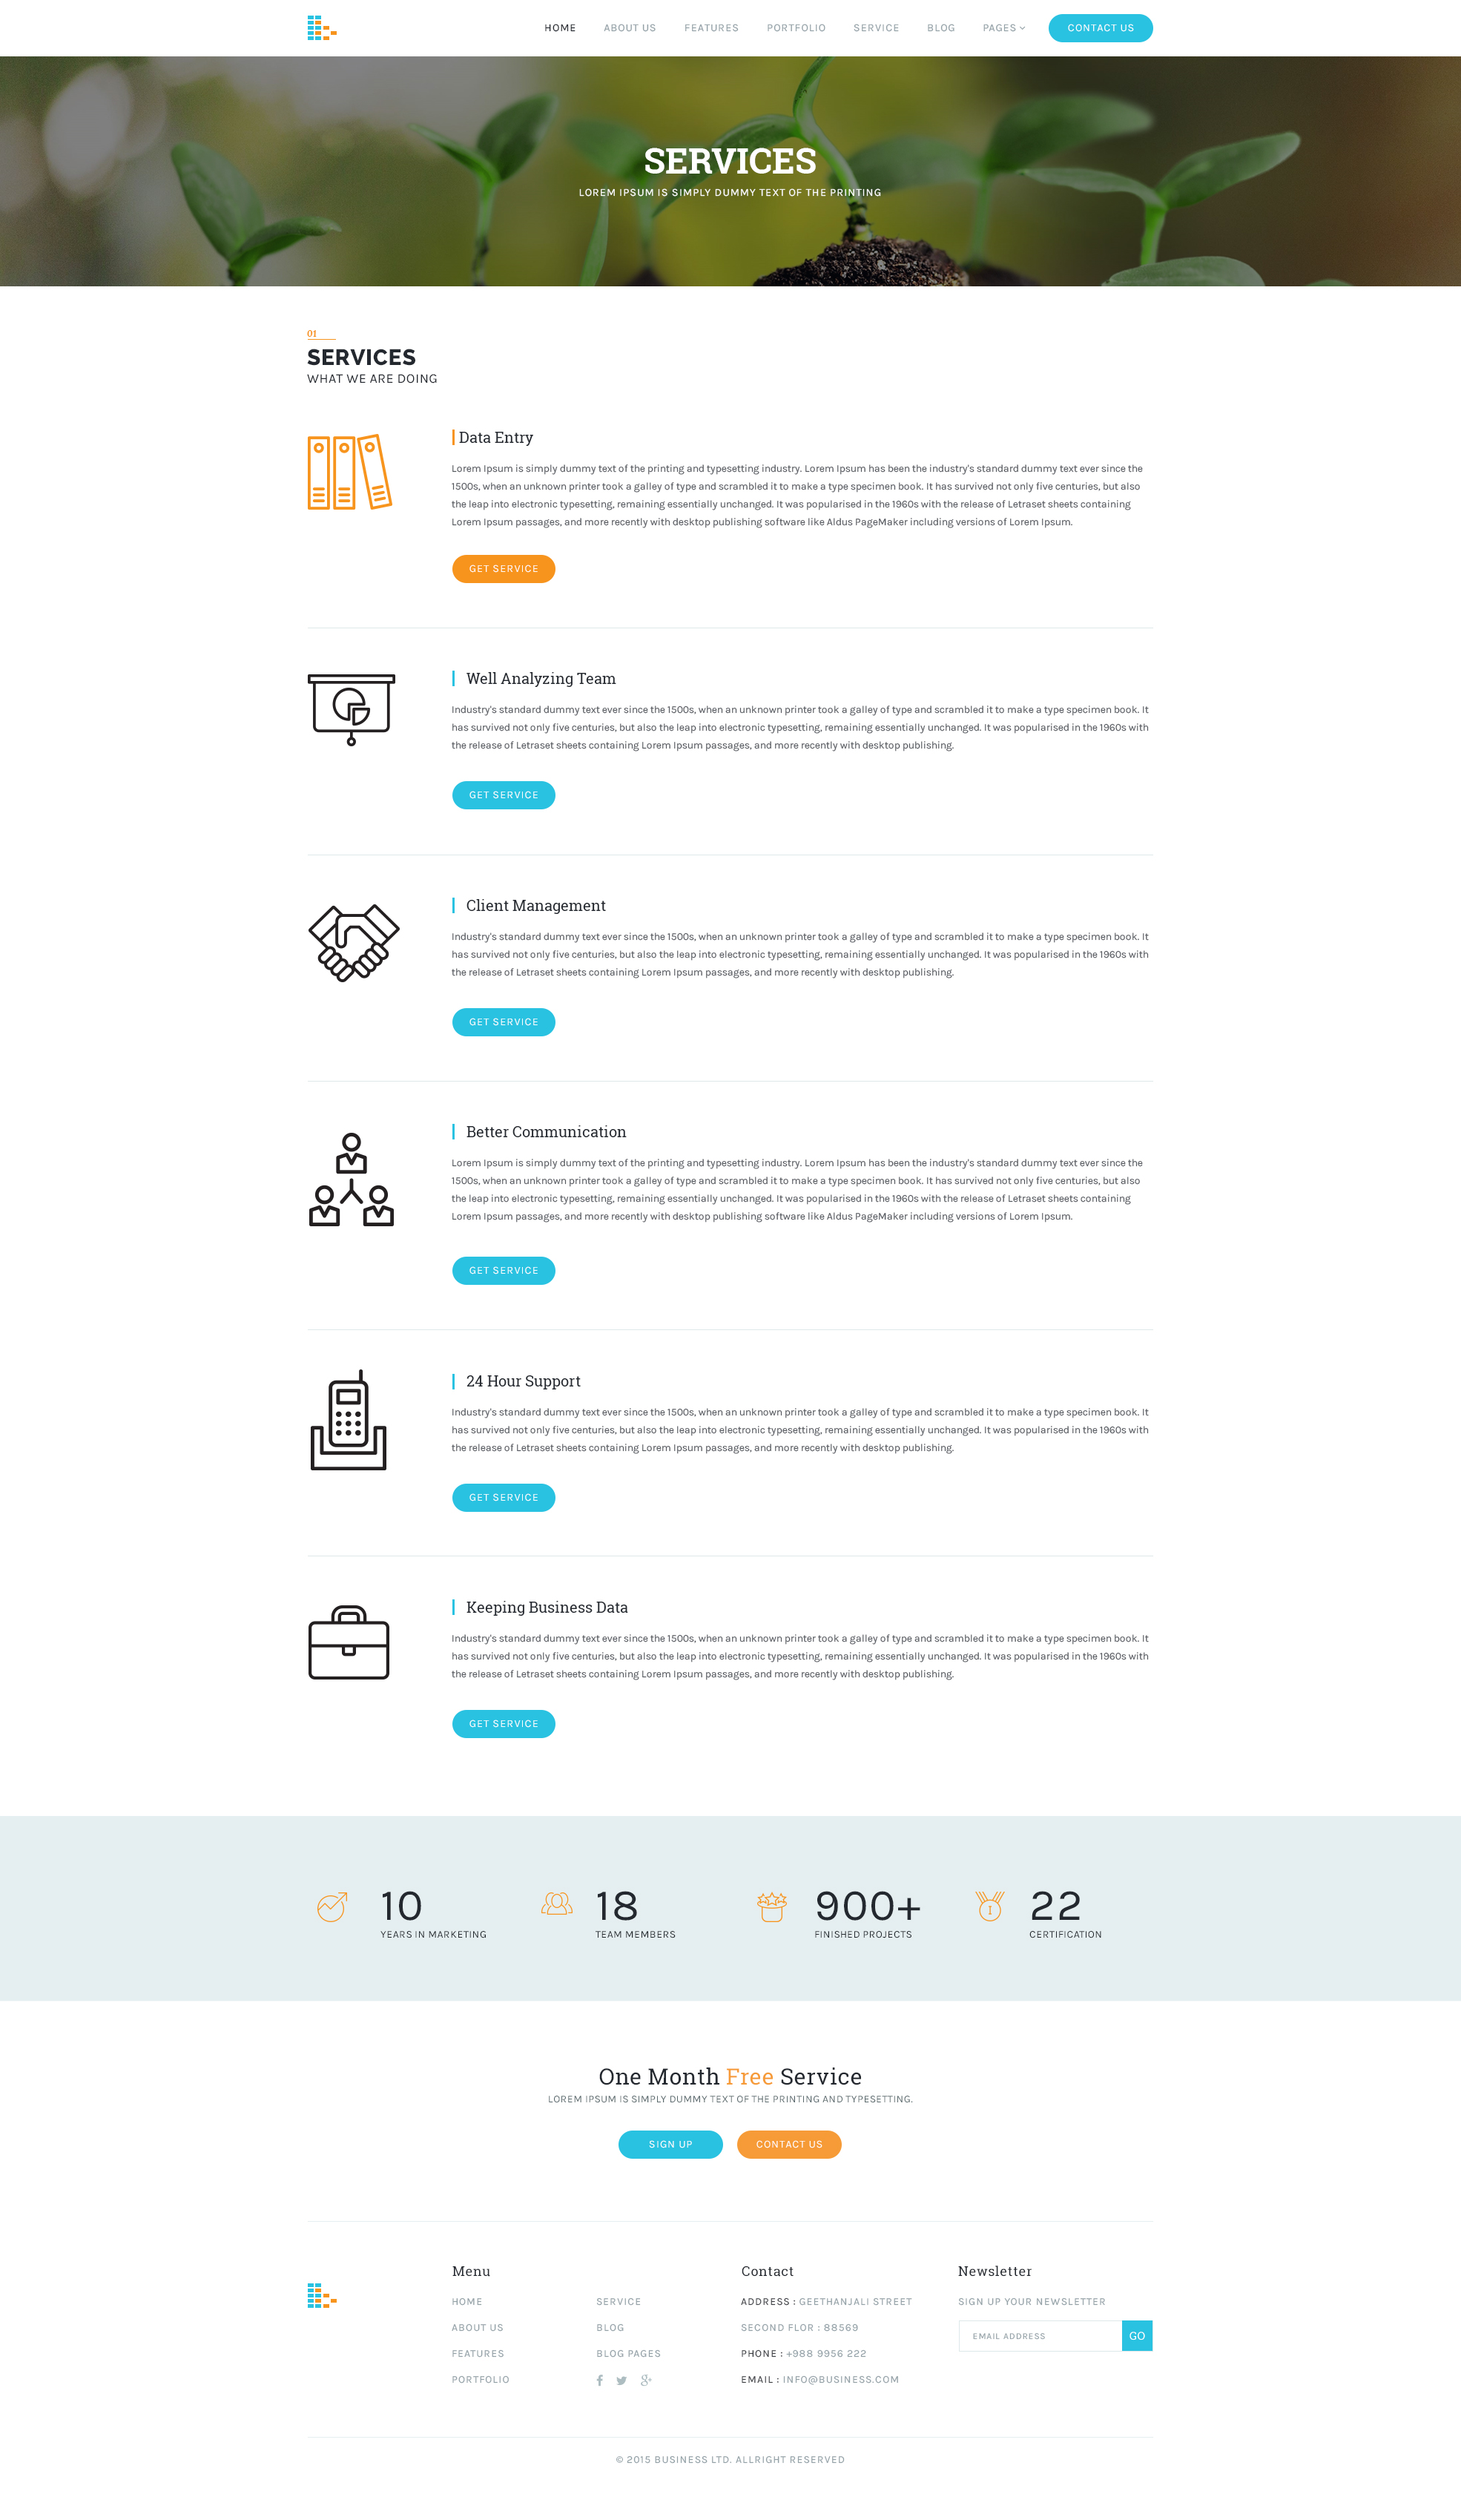 HOME ABOUT US FEATURES PORTFOLIO SERVICE BLOG PAGES CONTACT US
SERVICES
LOREM IPSUM IS SIMPLY DUMMY TEXT OF THE PRINTING
01
SERVICES
WHAT WE ARE DOING
Data Entry
Lorem Ipsum is simply dummy text of the printing and typesetting industry. Lorem Ipsum has been the industry's standard dummy text ever since the
1500s, when an unknown printer took a galley of type and scrambled it to make a type specimen book. It has survived not only five centuries, but also
the leap into electronic typesetting, remaining essentially unchanged. It was popularised in the 1960s with the release of Letraset sheets containing
Lorem Ipsum passages, and more recently with desktop publishing software like Aldus PageMaker including versions of Lorem Ipsum.
GET SERVICE
Well Analyzing Team
Industry's standard dummy text ever since the 1500s, when an unknown printer took a galley of type and scrambled it to make a type specimen book. It
has survived not only five centuries, but also the leap into electronic typesetting, remaining essentially unchanged. It was popularised in the 1960s with
the release of Letraset sheets containing Lorem Ipsum passages, and more recently with desktop publishing.
GET SERVICE
Client Management
Industry's standard dummy text ever since the 1500s, when an unknown printer took a galley of type and scrambled it to make a type specimen book. It
has survived not only five centuries, but also the leap into electronic typesetting, remaining essentially unchanged. It was popularised in the 1960s with
the release of Letraset sheets containing Lorem Ipsum passages, and more recently with desktop publishing.
GET SERVICE
Better Communication
Lorem Ipsum is simply dummy text of the printing and typesetting industry. Lorem Ipsum has been the industry's standard dummy text ever since the
1500s, when an unknown printer took a galley of type and scrambled it to make a type specimen book. It has survived not only five centuries, but also
the leap into electronic typesetting, remaining essentially unchanged. It was popularised in the 1960s with the release of Letraset sheets containing
Lorem Ipsum passages, and more recently with desktop publishing software like Aldus PageMaker including versions of Lorem Ipsum.
GET SERVICE
24 Hour Support
Industry's standard dummy text ever since the 1500s, when an unknown printer took a galley of type and scrambled it to make a type specimen book. It
has survived not only five centuries, but also the leap into electronic typesetting, remaining essentially unchanged. It was popularised in the 1960s with
the release of Letraset sheets containing Lorem Ipsum passages, and more recently with desktop publishing.
GET SERVICE
Keeping Business Data
Industry's standard dummy text ever since the 1500s, when an unknown printer took a galley of type and scrambled it to make a type specimen book. It
has survived not only five centuries, but also the leap into electronic typesetting, remaining essentially unchanged. It was popularised in the 1960s with
the release of Letraset sheets containing Lorem Ipsum passages, and more recently with desktop publishing.
GET SERVICE
10
YEARS IN MARKETING
18
TEAM MEMBERS
900+
FINISHED PROJECTS
22
CERTIFICATION
One Month Free Service
LOREM IPSUM IS SIMPLY DUMMY TEXT OF THE PRINTING AND TYPESETTING.
SIGN UP CONTACT US
Menu
HOME
ABOUT US
FEATURES
PORTFOLIO
SERVICE
BLOG
BLOG PAGES
Contact
ADDRESS : GEETHANJALI STREET
SECOND FLOR : 88569
PHONE : +988 9956 222
EMAIL : INFO@BUSINESS.COM
Newsletter
SIGN UP YOUR NEWSLETTER
EMAIL ADDRESS GO
© 2015 BUSINESS LTD. ALLRIGHT RESERVED